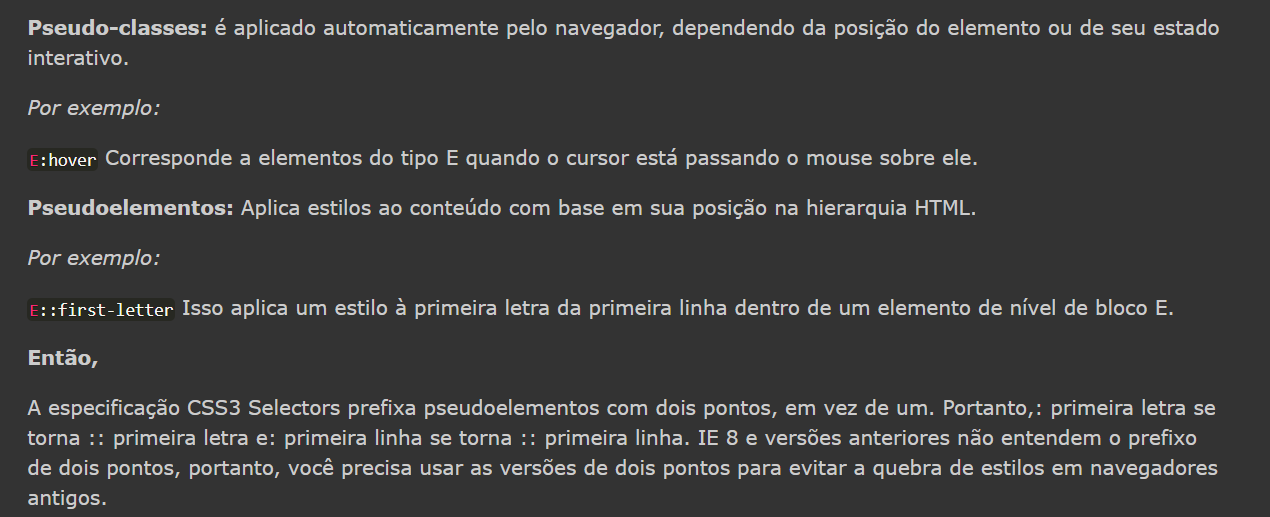 Pseudo-classes: é aplicado automaticamente pelo navegador, dependendo da posição do elemento ou de seu estado
interativo.
Por exemplo:
E:hover Corresponde a elementos do tipo E quando o cursor está passando o mouse sobre ele.
Pseudoelementos: Aplica estilos ao conteúdo com base em sua posição na hierarquia HTML.
Por exemplo:
E::first-letter Isso aplica um estilo à primeira letra da primeira linha dentro de um elemento de nível de bloco E.
Então,
A especificação CSS3 Selectors prefixa pseudoelementos com dois pontos, em vez de um. Portanto,: primeira letra se
torna :: primeira letra e: primeira linha se torna :: primeira linha. IE 8 e versões anteriores não entendem o prefixo
de dois pontos, portanto, você precisa usar as versões de dois pontos para evitar a quebra de estilos em navegadores
antigos.